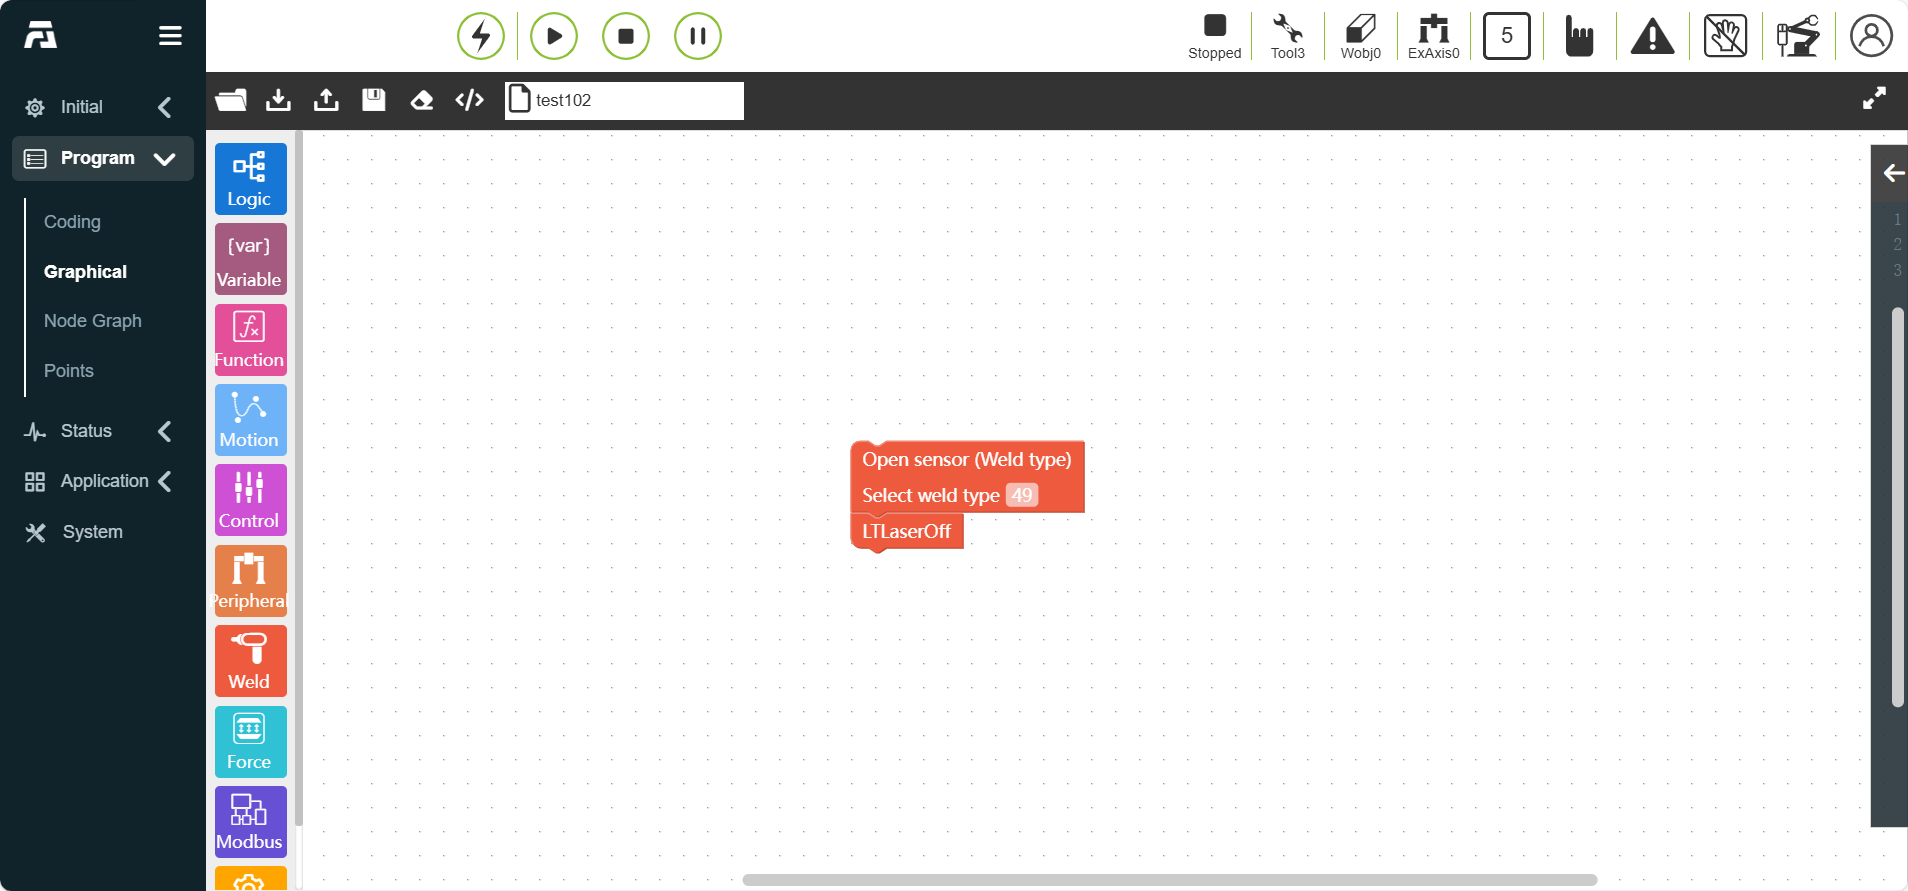 Stopped
Tool3
Wobj0
ExAxis0
5
Initial
Program
Coding
Graphical
Node Graph
Points
Status
Application
System
</>
test102
Logic
{var}
Variable
fx
Function
Motion
Control
Peripheral
Weld
Force
Modbus
Open sensor (Weld type)
Select weld type 49
LTLaserOff
1
2
3